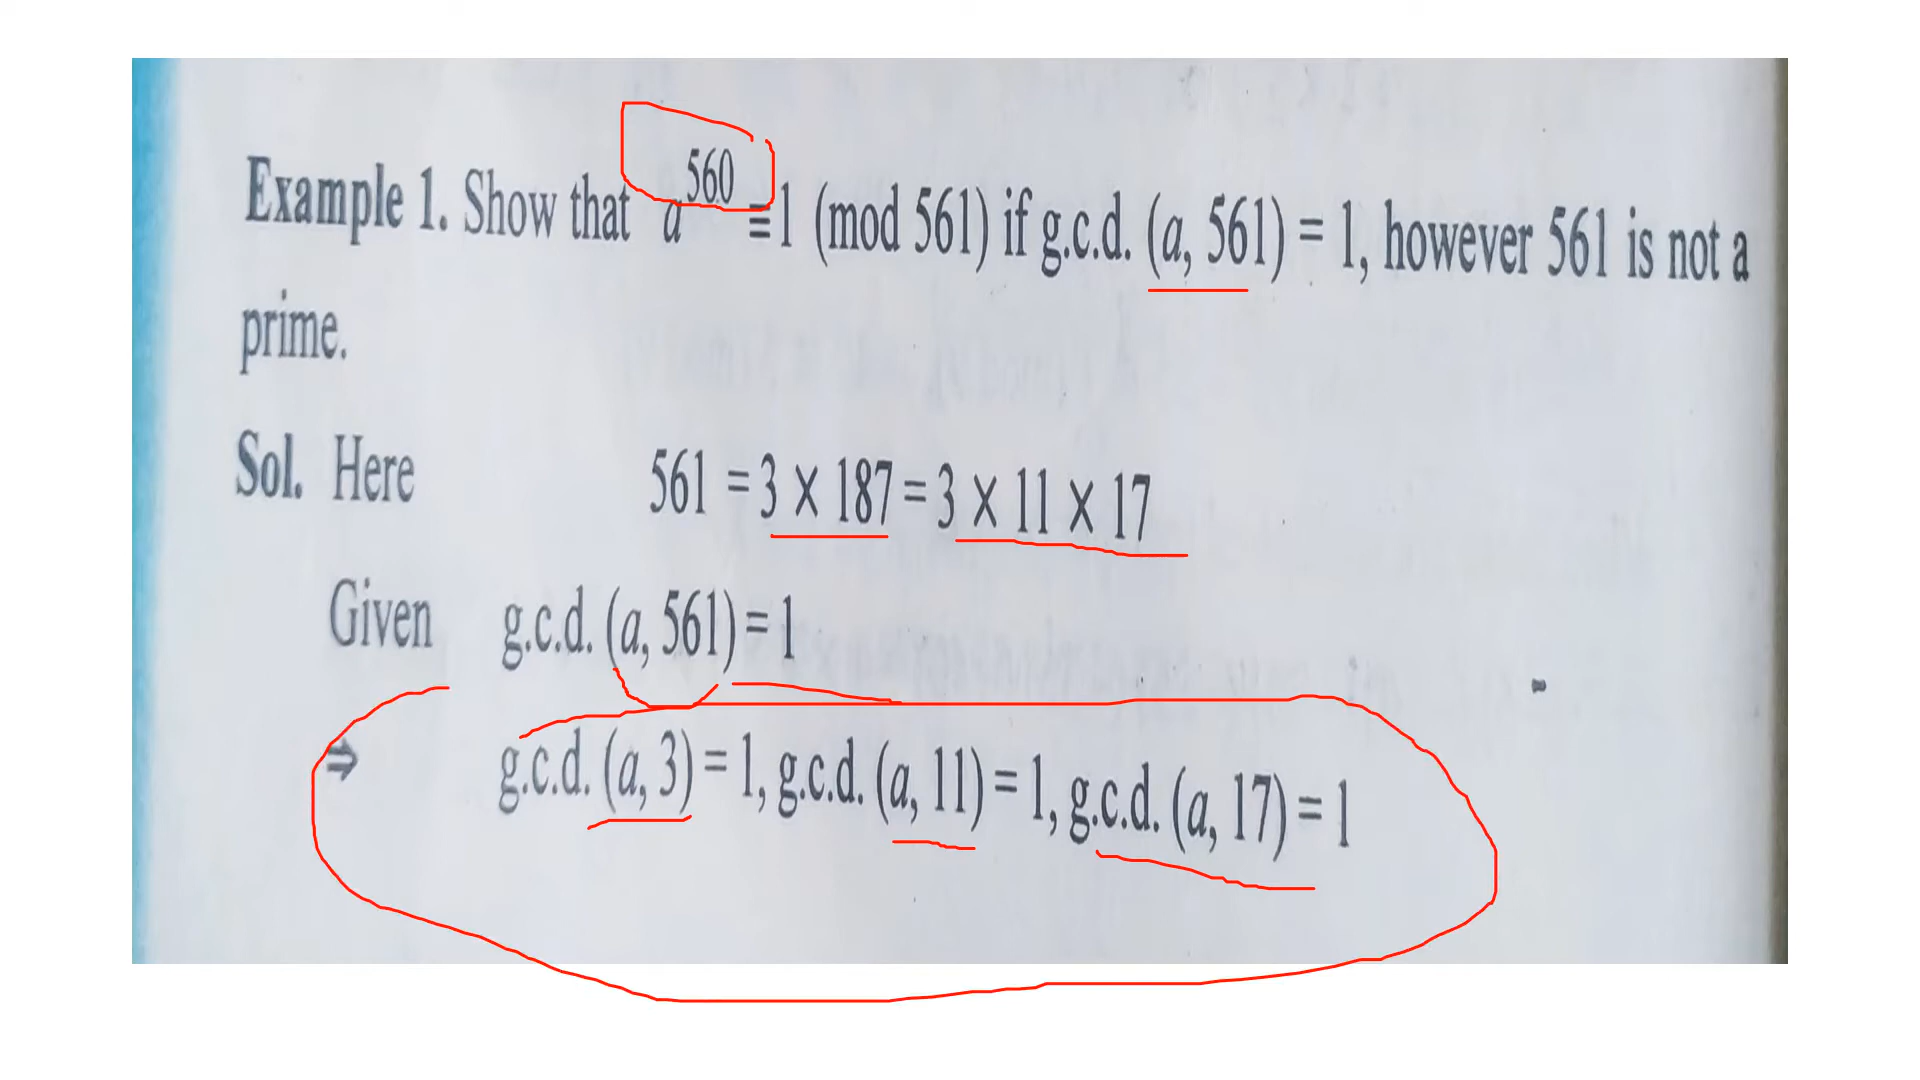 Example 1. Show that a^560 ≡ 1 (mod 561) if g.c.d. (a, 561) = 1, however 561 is not a
prime.
Sol. Here 561 = 3 × 187 = 3 × 11 × 17
Given g.c.d. (a, 561) = 1
⇒ g.c.d. (a, 3) = 1, g.c.d. (a, 11) = 1, g.c.d. (a, 17) = 1